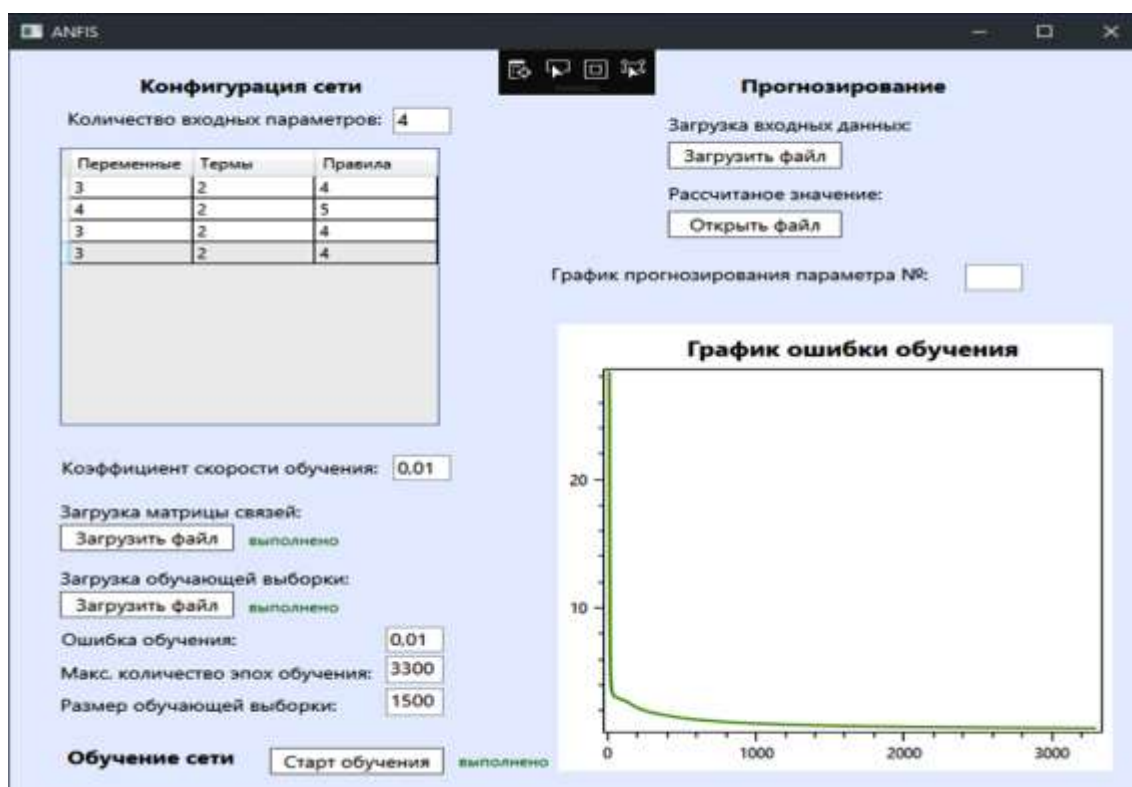 ANFIS
Конфигурация сети
Количество входных параметров: 4
Переменные Термы Правила
3 2 4
4 2 5
3 2 4
3 2 4
Коэффициент скорости обучения: 0,01
Загрузка матрицы связей:
Загрузить файл выполнено
Загрузка обучающей выборки:
Загрузить файл выполнено
Ошибка обучения: 0,01
Макс. количество эпох обучения: 3300
Размер обучающей выборки: 1500
Обучение сети Старт обучения выполнено
Прогнозирование
Загрузка входных данных:
Загрузить файл
Рассчитаное значение:
Открыть файл
График прогнозирования параметра №:
График ошибки обучения
20
10
0 1000 2000 3000